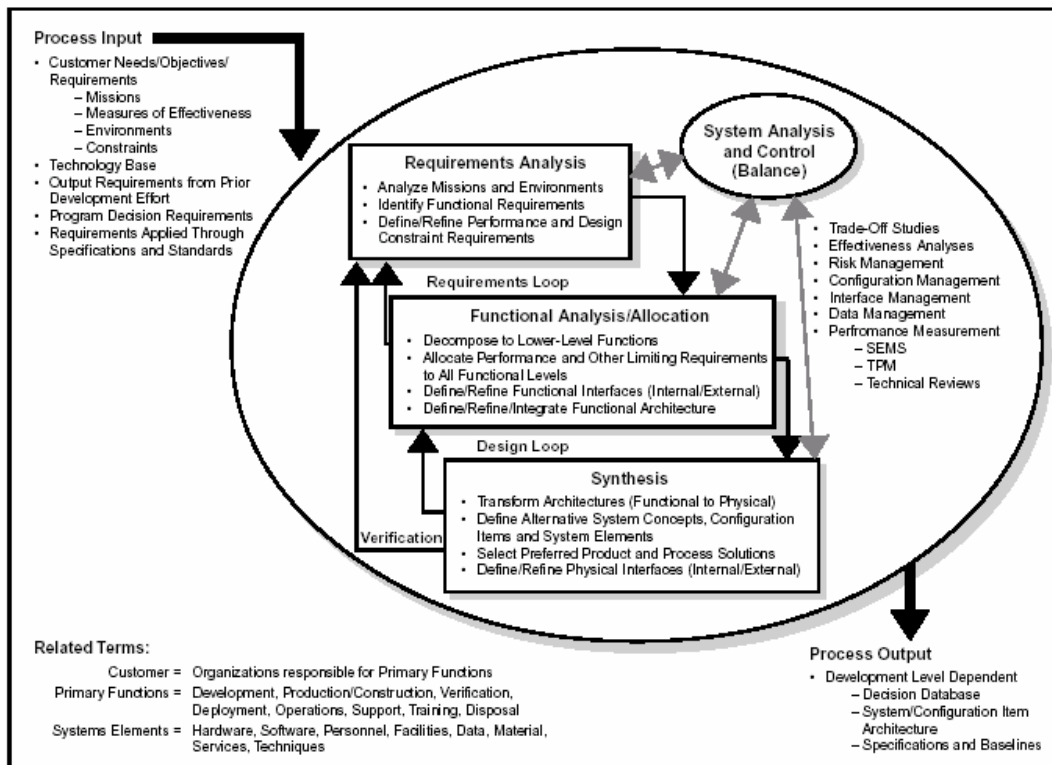 Process Input
• Customer Needs/Objectives/
Requirements
– Missions
– Measures of Effectiveness
– Environments
– Constraints
• Technology Base
• Output Requirements from Prior
Development Effort
• Program Decision Requirements
• Requirements Applied Through
Specifications and Standards
System Analysis
and Control
(Balance)
Requirements Analysis
• Analyze Missions and Environments
• Identify Functional Requirements
• Define/Refine Performance and Design
Constraint Requirements
• Trade-Off Studies
• Effectiveness Analyses
• Risk Management
• Configuration Management
• Interface Management
• Data Management
• Perfromance Measurement
– SEMS
– TPM
– Technical Reviews
Requirements Loop
Functional Analysis/Allocation
• Decompose to Lower-Level Functions
• Allocate Performance and Other Limiting Requirements
to All Functional Levels
• Define/Refine Functional Interfaces (Internal/External)
• Define/Refine/Integrate Functional Architecture
Design Loop
Synthesis
• Transform Architectures (Functional to Physical)
• Define Alternative System Concepts, Configuration
Items and System Elements
• Select Preferred Product and Process Solutions
• Define/Refine Physical Interfaces (Internal/External)
Verification
Related Terms:
Customer = Organizations responsible for Primary Functions
Primary Functions = Development, Production/Construction, Verification,
Deployment, Operations, Support, Training, Disposal
Systems Elements = Hardware, Software, Personnel, Facilities, Data, Material,
Services, Techniques
Process Output
• Development Level Dependent
– Decision Database
– System/Configuration Item
Architecture
– Specifications and Baselines